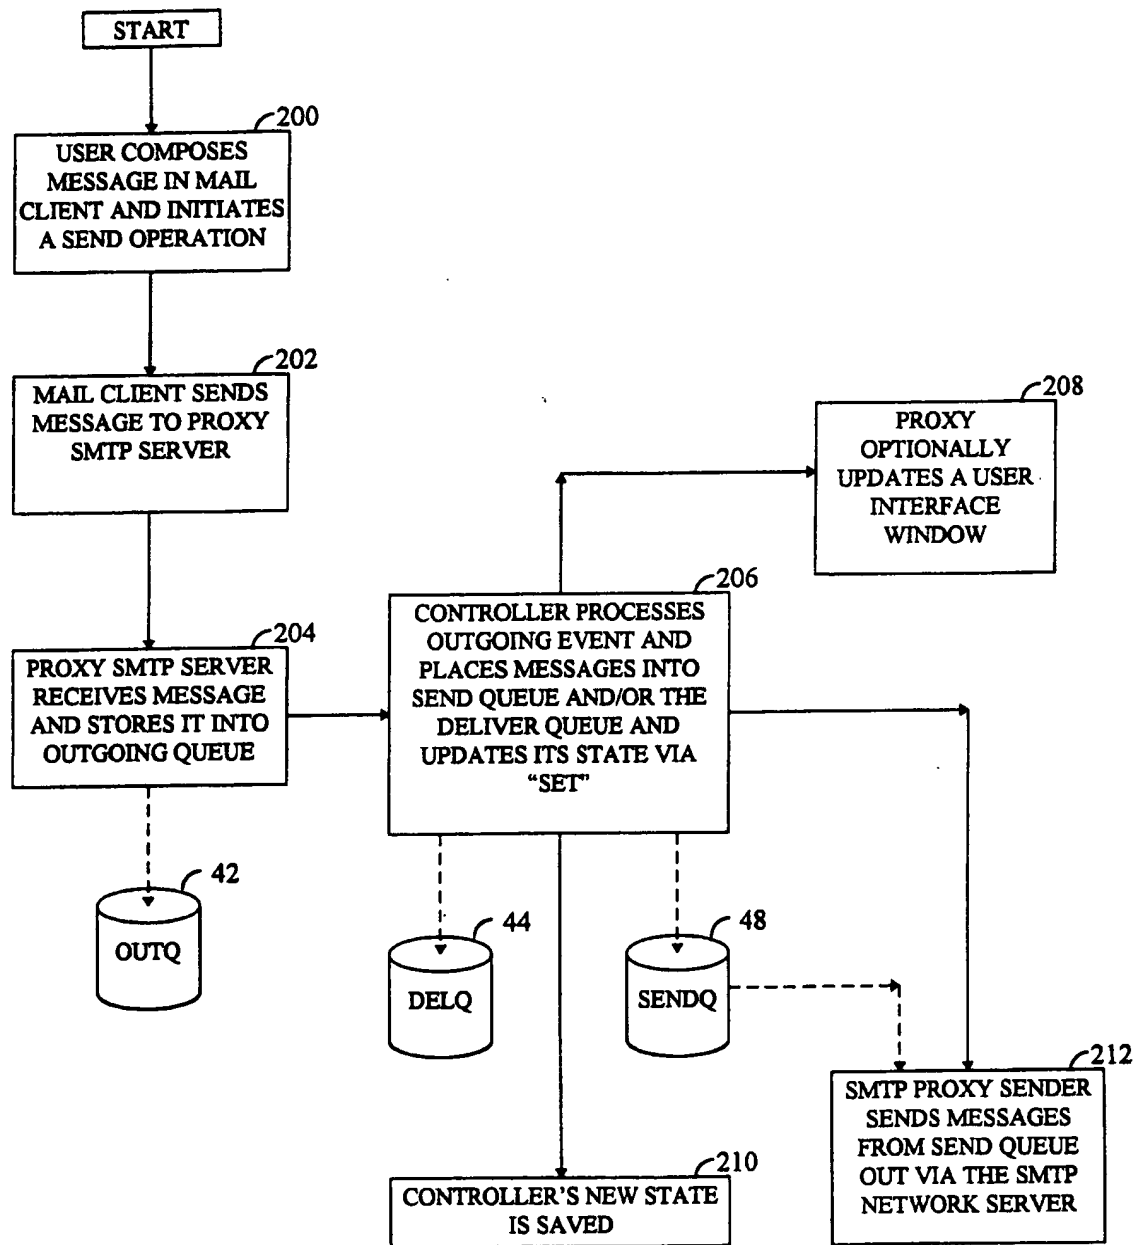 START
200
USER COMPOSES
MESSAGE IN MAIL
CLIENT AND INITIATES
A SEND OPERATION
202
MAIL CLIENT SENDS
MESSAGE TO PROXY
SMTP SERVER
208
PROXY
OPTIONALLY
UPDATES A USER
INTERFACE
WINDOW
204
PROXY SMTP SERVER
RECEIVES MESSAGE
AND STORES IT INTO
OUTGOING QUEUE
206
CONTROLLER PROCESSES
OUTGOING EVENT AND
PLACES MESSAGES INTO
SEND QUEUE AND/OR THE
DELIVER QUEUE AND
UPDATES ITS STATE VIA
“SET”
42
OUTQ
44
DELQ
48
SENDQ
212
SMTP PROXY SENDER
SENDS MESSAGES
FROM SEND QUEUE
OUT VIA THE SMTP
NETWORK SERVER
210
CONTROLLER'S NEW STATE
IS SAVED